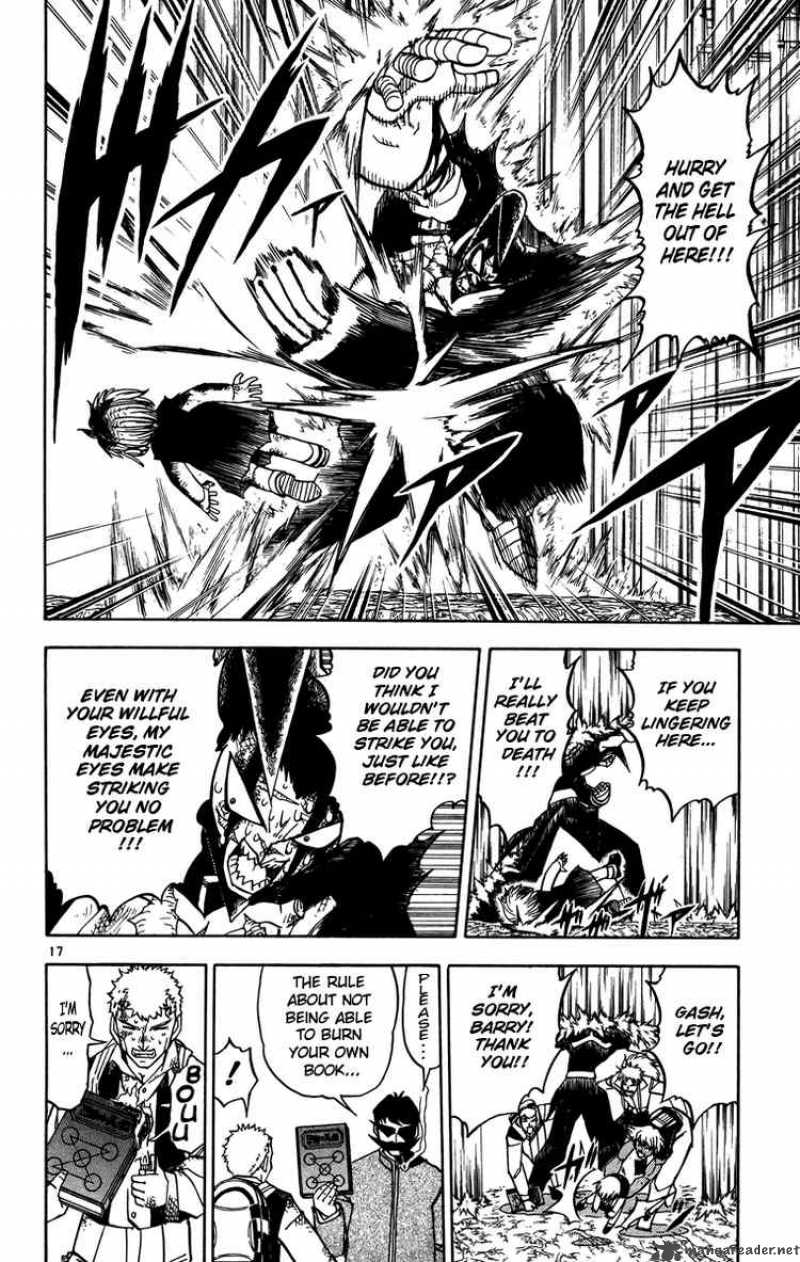 HURRY
AND GET
THE HELL
OUT OF
HERE!!!
IF YOU
KEEP
LINGERING
HERE...
I'LL
REALLY
BEAT
YOU TO
DEATH
!!!
DID YOU
THINK I
WOULDN'T
BE ABLE TO
STRIKE YOU,
JUST LIKE
BEFORE!!?
EVEN WITH
YOUR WILLFUL
EYES, MY
MAJESTIC
EYES MAKE
STRIKING
YOU NO
PROBLEM
!!!
17
GASH,
LET'S
GO!!
I'M
SORRY,
BARRY!
THANK
YOU!!
PLEASE...
THE RULE
ABOUT NOT
BEING ABLE
TO BURN
YOUR OWN
BOOK...
!
I'M
SORRY
...
BOUU
mangareader.net